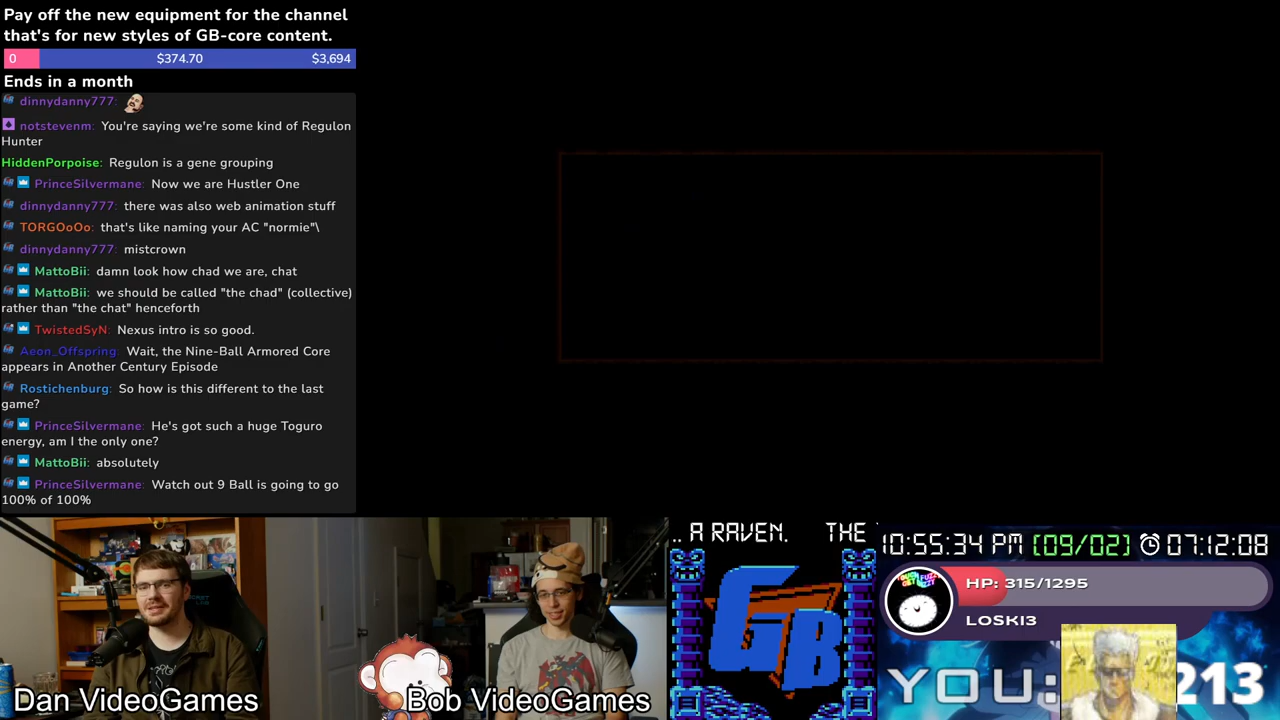 Pay off the new equipment for the channel
that's for new styles of GB-core content.
0 $374.70 $3,694
Ends in a month
dinnydanny777:
notstevenm: You're saying we're some kind of Regulon
Hunter
HiddenPorpoise: Regulon is a gene grouping
PrinceSilvermane: Now we are Hustler One
dinnydanny777: there was also web animation stuff
TORGOoOo: that's like naming your AC "normie"\
dinnydanny777: mistcrown
MattoBii: damn look how chad we are, chat
MattoBii: we should be called "the chad" (collective)
rather than "the chat" henceforth
TwistedSyN: Nexus intro is so good.
Aeon_Offspring: Wait, the Nine-Ball Armored Core
appears in Another Century Episode
Rostichenburg: So how is this different to the last
game?
PrinceSilvermane: He's got such a huge Toguro
energy, am I the only one?
MattoBii: absolutely
PrinceSilvermane: Watch out 9 Ball is going to go
100% of 100%
Dan VideoGames
Bob VideoGames
.. A RAVEN. THE
GB
10:55:34 PM [09/02] 07:12:08
HP: 315/1295
LOSKI3
YOU: 213